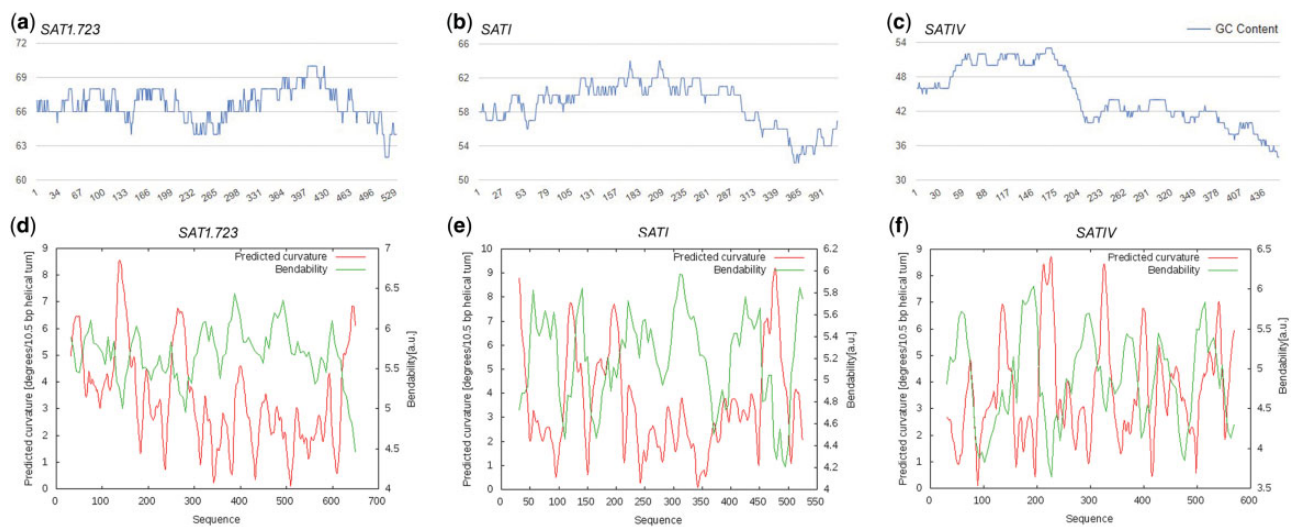 (a) SAT1.723
72
69
66
63
60
1 34 67 100 133 166 199 232 265 298 331 364 397 430 463 496 529
(b) SATI
66
62
58
54
50
1 27 53 79 105 131 157 183 209 235 261 287 313 339 365 391
(c) SATIV
GC Content
54
48
42
36
30
1 30 59 88 117 146 175 204 233 262 291 320 349 378 407 436
(d) SAT1.723
Predicted curvature
Bendability
Predicted curvature [degrees/10.5 bp helical turn]
9
8
7
6
5
4
3
2
1
0
7
6.5
6
5.5
5
4.5
4
Bendability[a.u.]
0 100 200 300 400 500 600 700
Sequence
(e) SATI
Predicted curvature
Bendability
Predicted curvature [degrees/10.5 bp helical turn]
10
9
8
7
6
5
4
3
2
1
0
6.2
6
5.8
5.6
5.4
5.2
5
4.8
4.6
4.4
4.2
4
Bendability[a.u.]
0 50 100 150 200 250 300 350 400 450 500 550
Sequence
(f) SATIV
Predicted curvature
Bendability
Predicted curvature [degrees/10.5 bp helical turn]
9
8
7
6
5
4
3
2
1
0
6.5
6
5.5
5
4.5
4
3.5
Bendability[a.u.]
0 100 200 300 400 500 600
Sequence